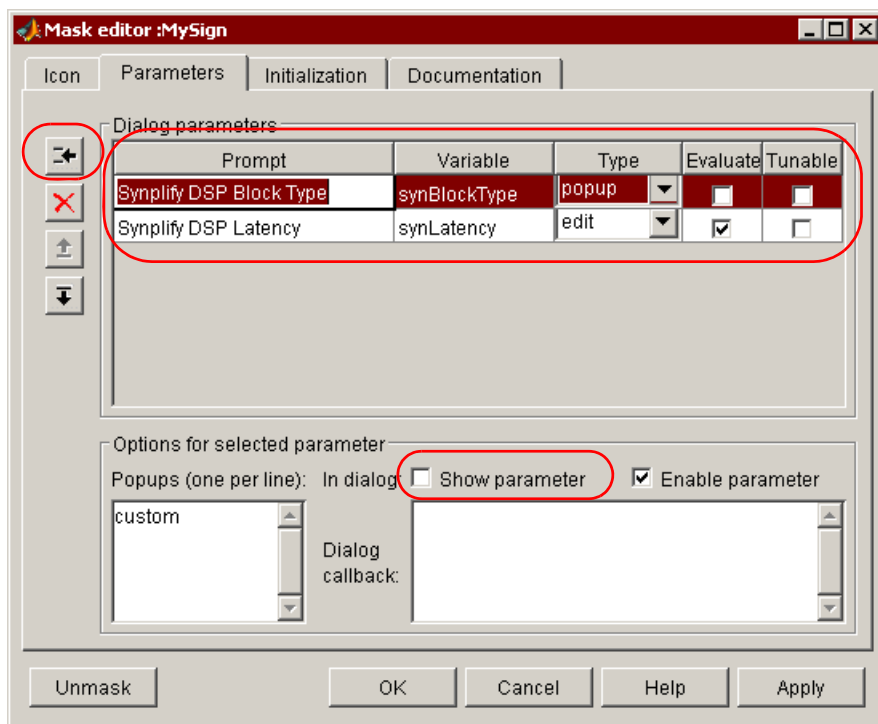 Mask editor :MySign
Icon Parameters Initialization Documentation
Dialog parameters
Prompt Variable Type Evaluate Tunable
Synplify DSP Block Type synBlockType popup
Synplify DSP Latency synLatency edit
Options for selected parameter
Popups (one per line): In dialog: Show parameter Enable parameter
custom
Dialog
callback:
Unmask OK Cancel Help Apply